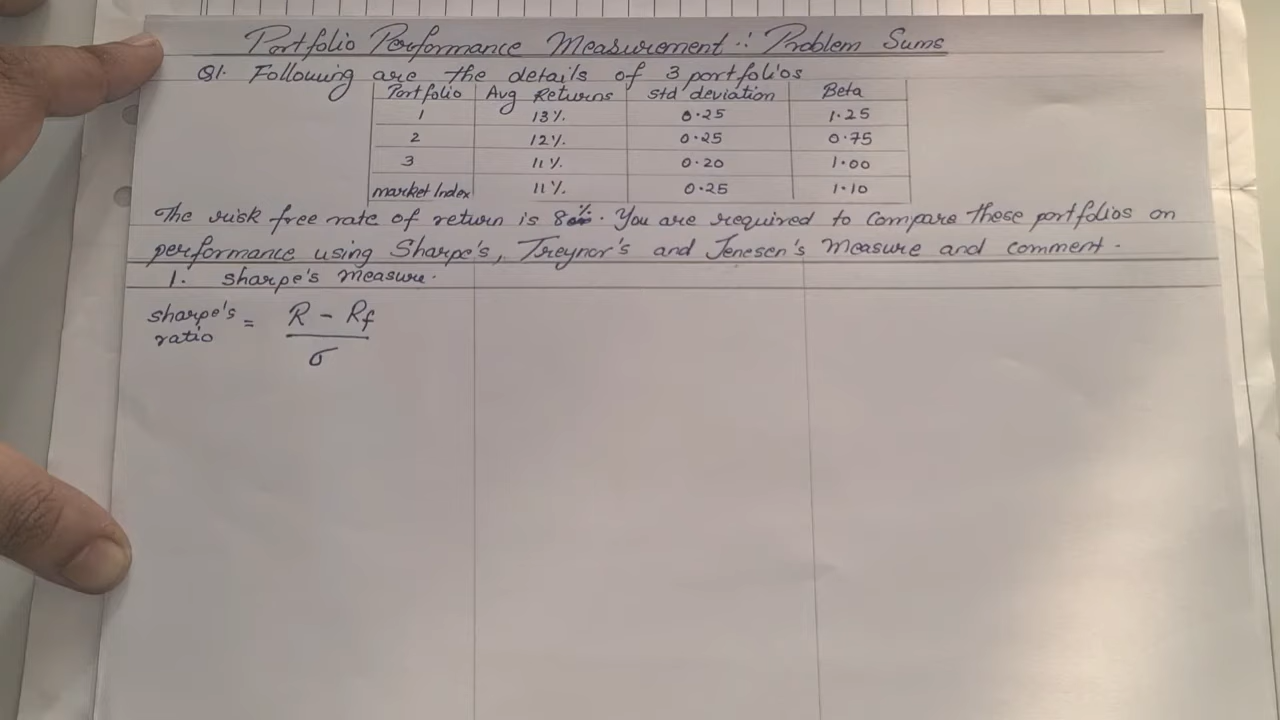 Portfolio Performance Measurement :: Problem Sums
Q1. Following are the details of 3 portfolios
Portfolio Avg Returns std deviation Beta
1 13% 0.25 1.25
2 12% 0.25 0.75
3 11% 0.20 1.00
market Index 11% 0.25 1.10
The risk free rate of return is 8%. You are required to compare these portfolios on
performance using Sharpe's, Treynor's and Jenesen's Measure and comment.
1. Sharpe's measure.
sharpe's ratio = R - Rf
σ